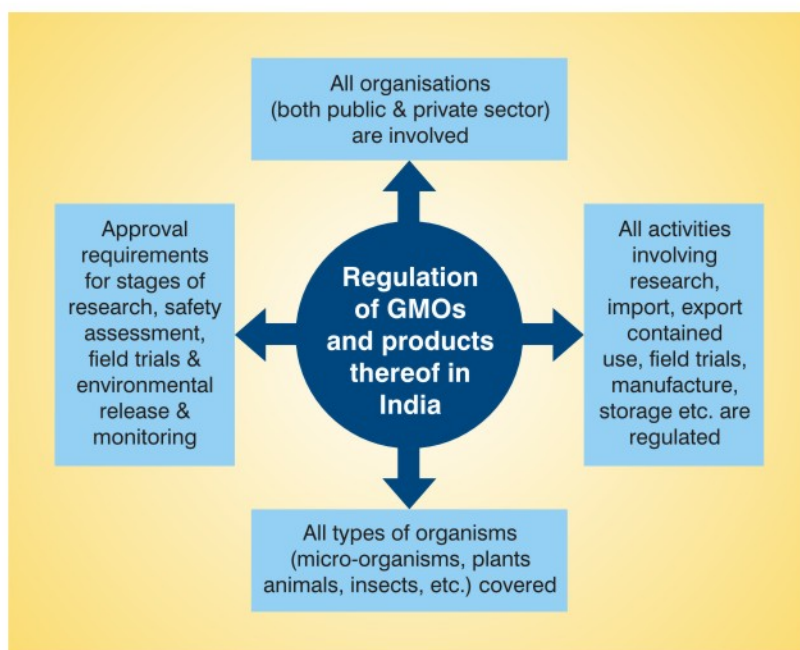 All organisations
(both public & private sector)
are involved
Approval
requirements
for stages of
research, safety
assessment,
field trials &
environmental
release &
monitoring
Regulation
of GMOs
and products
thereof in
India
All activities
involving
research,
import, export
contained
use, field trials,
manufacture,
storage etc. are
regulated
All types of organisms
(micro-organisms, plants
animals, insects, etc.) covered